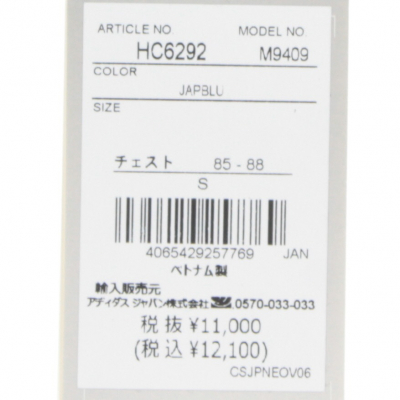 ARTICLE NO MODEL NO.
HC6292 M9409
COLOR
JAPBLU
SIZE
チェスト 85 - 88
S
4065429257769 JAN
ベトナム製
輸入販売元
アディダス ジャパン株式会社 0570-033-033
税抜 ¥11,000
(税込 ¥12,100)
CSJPNEOV06